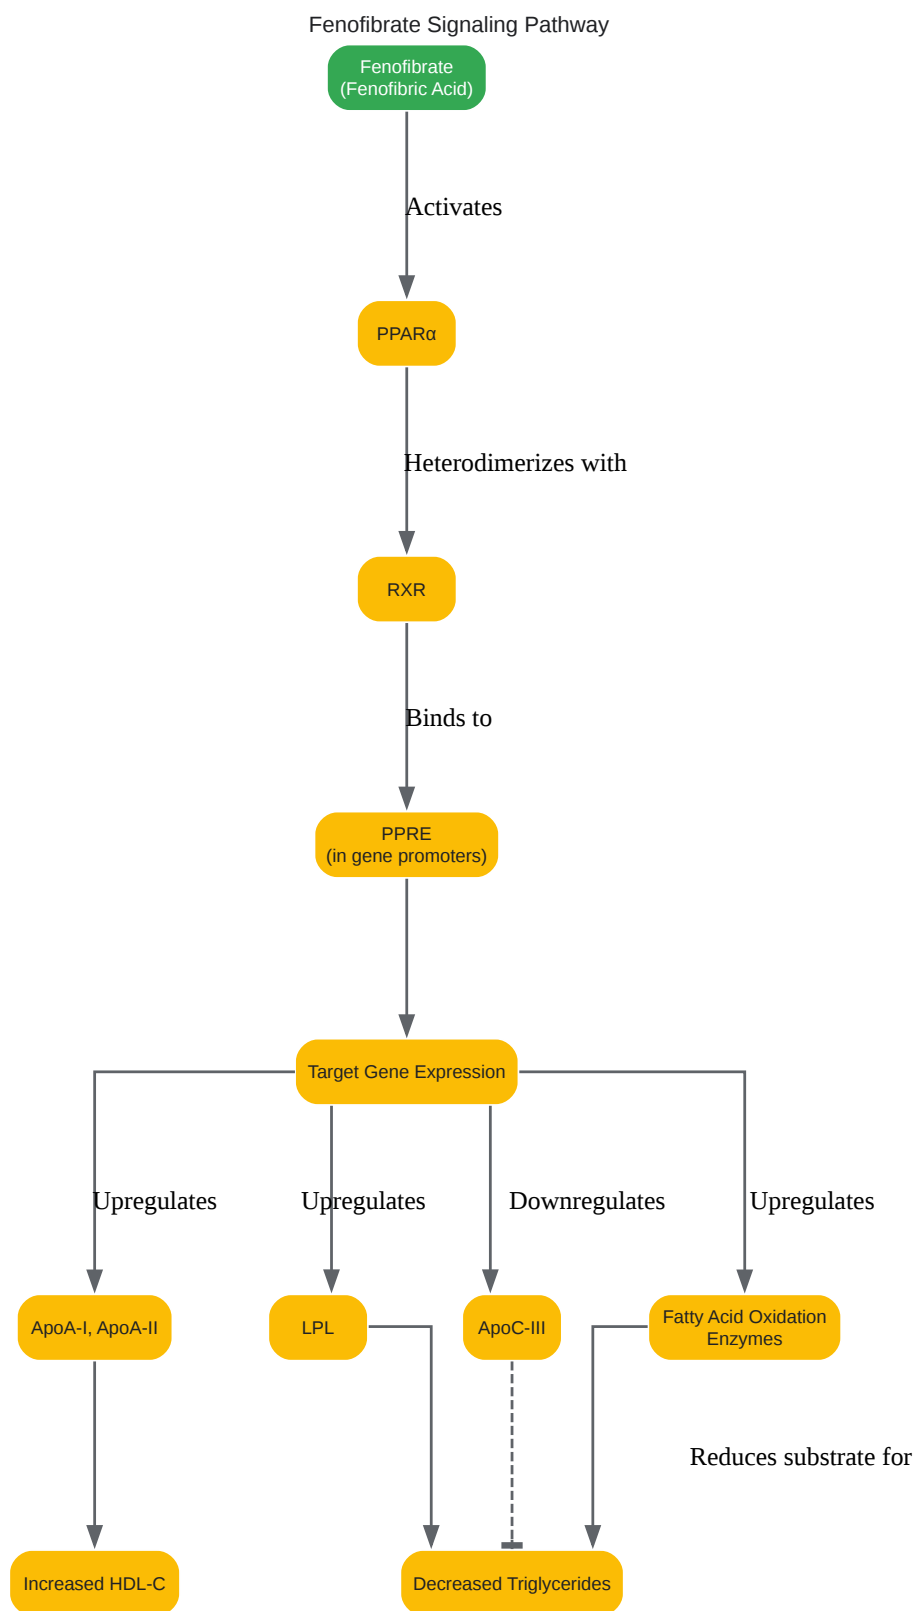 Fenofibrate Signaling Pathway
Fenofibrate
(Fenofibric Acid)
Activates
PPARα
Heterodimerizes with
RXR
Binds to
PPRE
(in gene promoters)
Target Gene Expression
Upregulates
Upregulates
Downregulates
Upregulates
ApoA-I, ApoA-II
LPL
ApoC-III
Fatty Acid Oxidation
Enzymes
Reduces substrate for
Increased HDL-C
Decreased Triglycerides